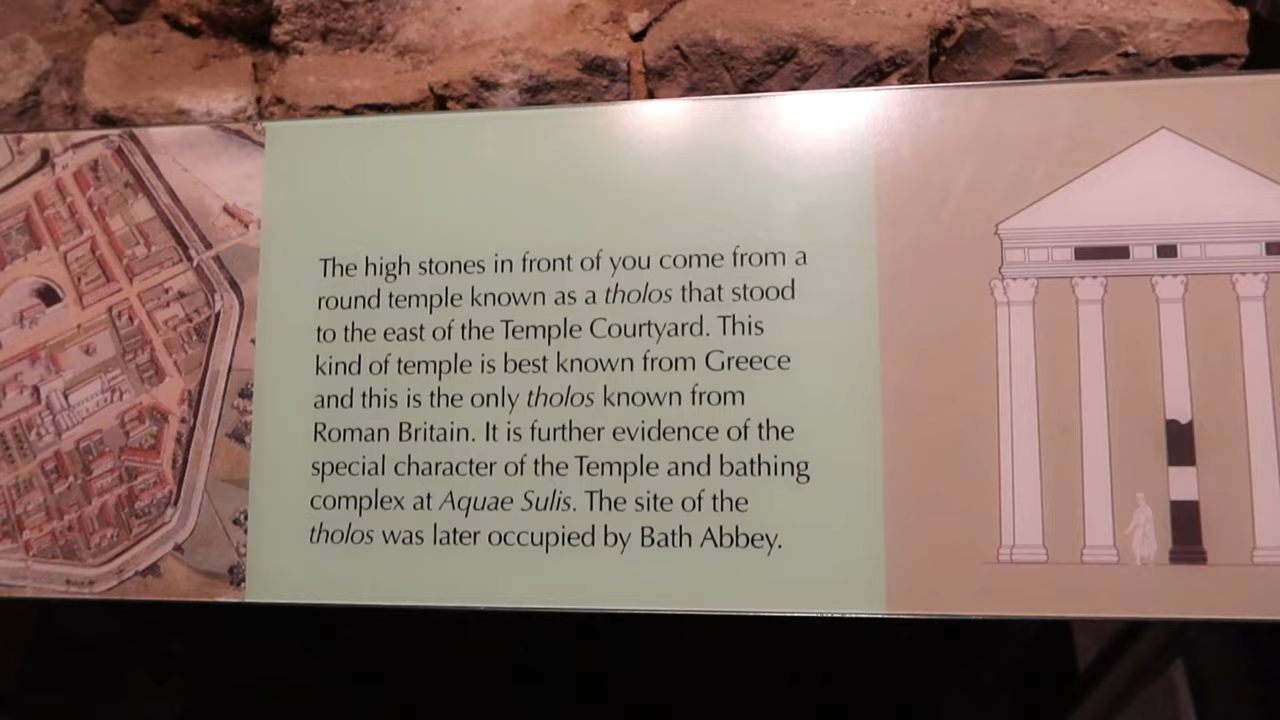 The high stones in front of you come from a
round temple known as a tholos that stood
to the east of the Temple Courtyard. This
kind of temple is best known from Greece
and this is the only tholos known from
Roman Britain. It is further evidence of the
special character of the Temple and bathing
complex at Aquae Sulis. The site of the
tholos was later occupied by Bath Abbey.